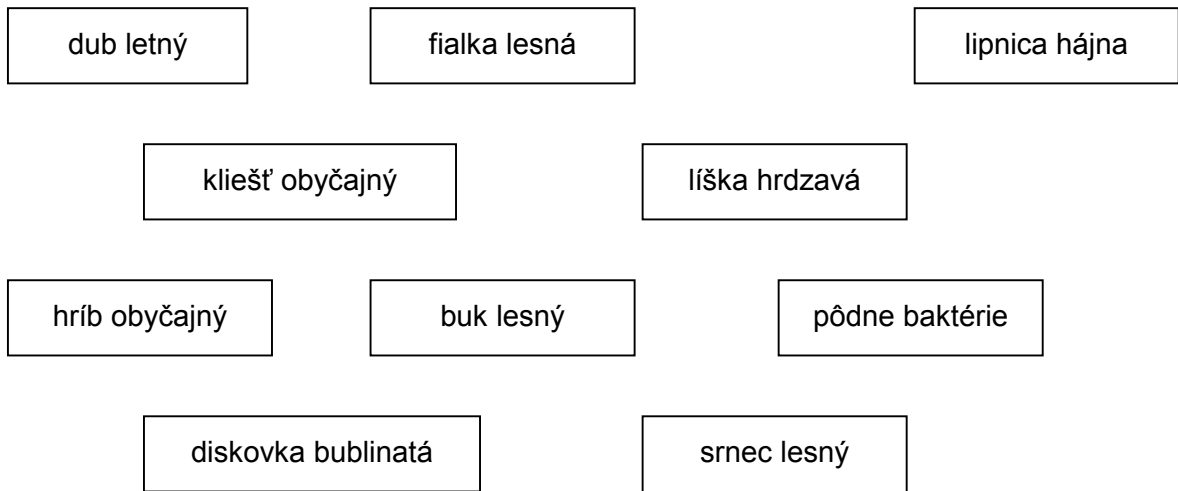 dub letný
fialka lesná
lipnica hájna
kliešť obyčajný
líška hrdzavá
hríb obyčajný
buk lesný
pôdne baktérie
diskovka bublinatá
srnec lesný